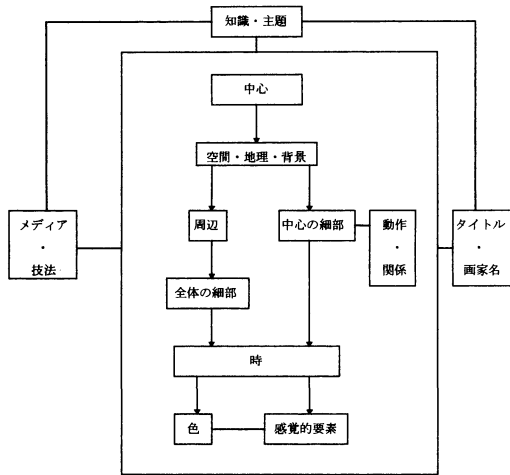 知識・主題
中心
空間・地理・背景
メディア
・
技法
周辺
中心の細部
動作
・
関係
タイトル
・
画家名
全体の細部
時
色
感覚的要素